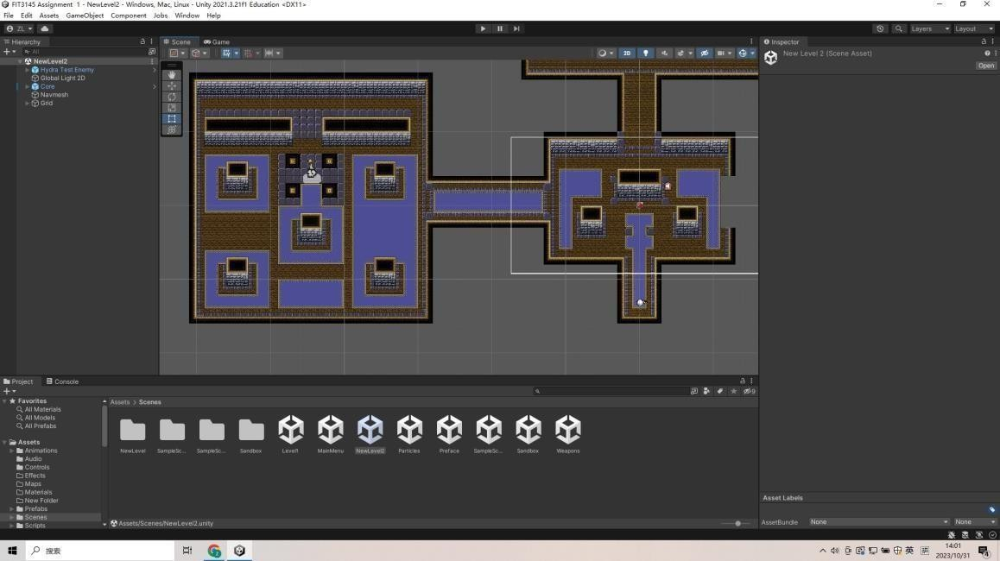 FIT3145 Assignment 1 - NewLevel2 - Windows, Mac, Linux - Unity 2021.3.21f1 Education <DX11>
File Edit Assets GameObject Component Jobs Window Help
ZL
Layers
Layout
Hierarchy
All
NewLevel2
Hydra Test Enemy
Global Light 2D
Core
Navmesh
Grid
Scene
Game
2D
Inspector
New Level 2 (Scene Asset)
Open
Project
Console
9
Favorites
All Materials
All Models
All Prefabs
Assets
Animations
Audio
Controls
Effects
Maps
Materials
New Folder
Prefabs
Scenes
Scripts
Assets > Scenes
NewLevel
SampleSc...
SampleSc...
Sandbox
Level1
MainMenu
NewLevel2
Particles
Preface
SampleSc...
Sandbox
Weapons
Assets/Scenes/NewLevel2.unity
Asset Labels
AssetBundle None None
搜索
英
拼
14:01
2023/10/31
4